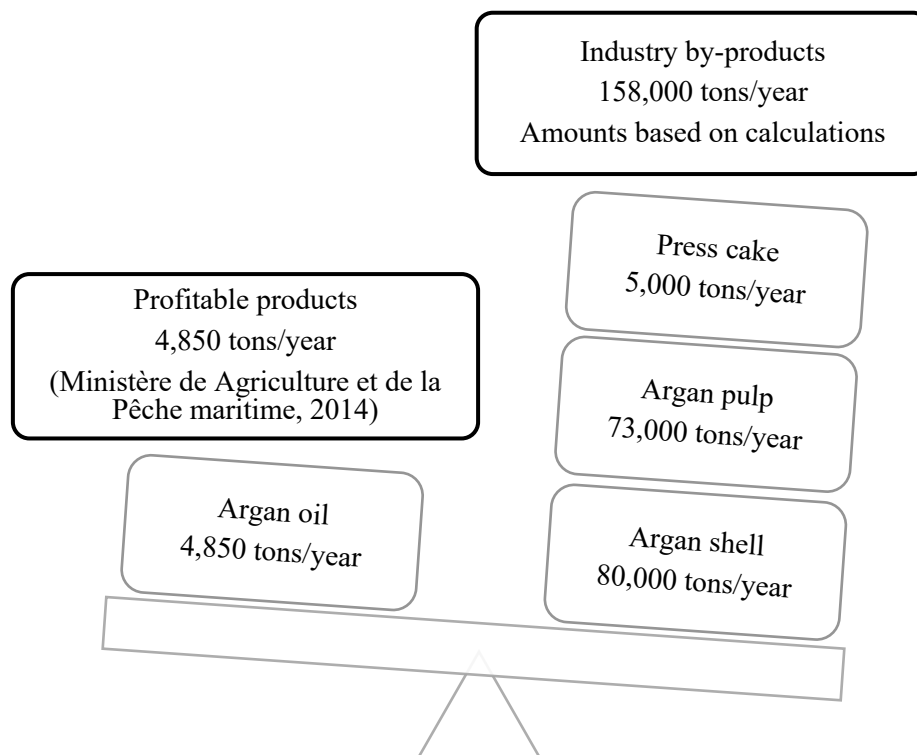 Industry by-products
158,000 tons/year
Amounts based on calculations
Press cake
5,000 tons/year
Profitable products
4,850 tons/year
(Ministère de Agriculture et de la
Pêche maritime, 2014)
Argan pulp
73,000 tons/year
Argan oil
4,850 tons/year
Argan shell
80,000 tons/year